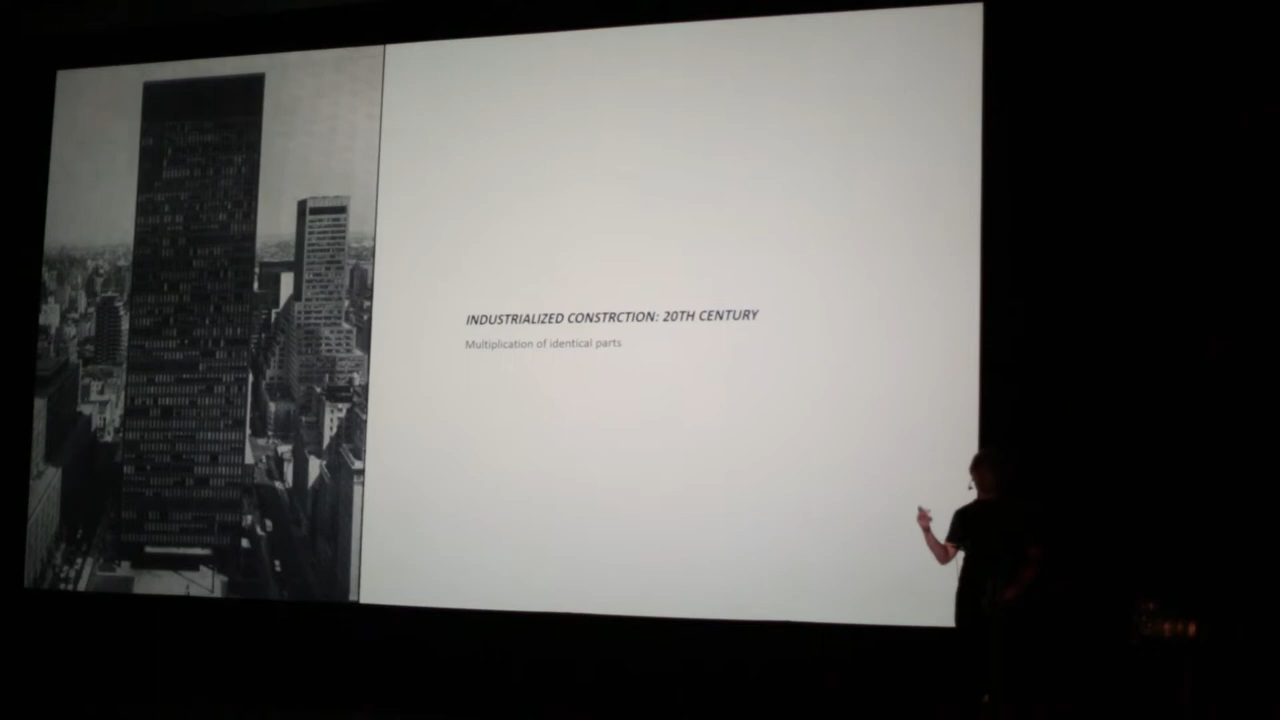 INDUSTRIALIZED CONSTRCTION: 20TH CENTURY
Multiplication of identical parts